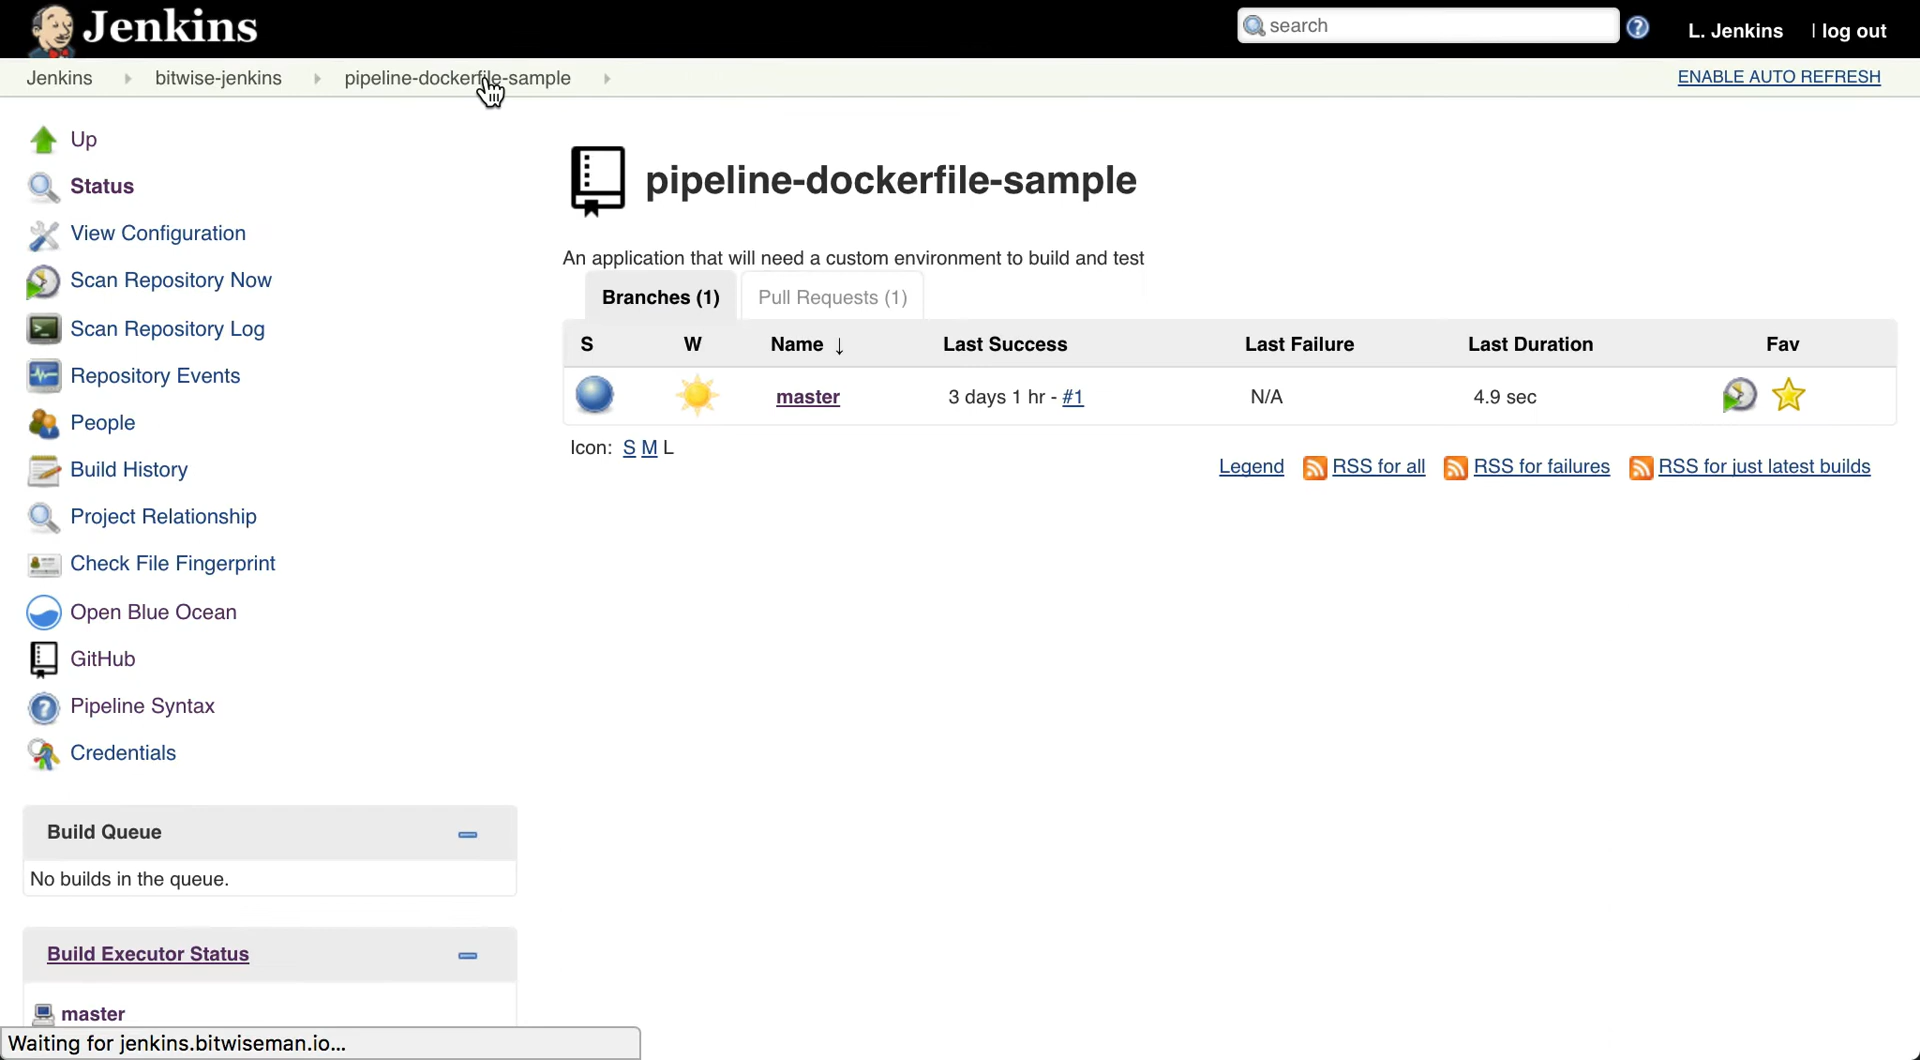 Jenkins
search
L. Jenkins | log out
Jenkins bitwise-jenkins pipeline-dockerfile-sample
ENABLE AUTO REFRESH
Up
Status
View Configuration
Scan Repository Now
Scan Repository Log
Repository Events
People
Build History
Project Relationship
Check File Fingerprint
Open Blue Ocean
GitHub
Pipeline Syntax
Credentials
Build Queue
No builds in the queue.
Build Executor Status
master
pipeline-dockerfile-sample
An application that will need a custom environment to build and test
Branches (1) Pull Requests (1)
S W Name ↓ Last Success Last Failure Last Duration Fav
master 3 days 1 hr - #1 N/A 4.9 sec
Icon: S M L
Legend RSS for all RSS for failures RSS for just latest builds
Waiting for jenkins.bitwiseman.io...